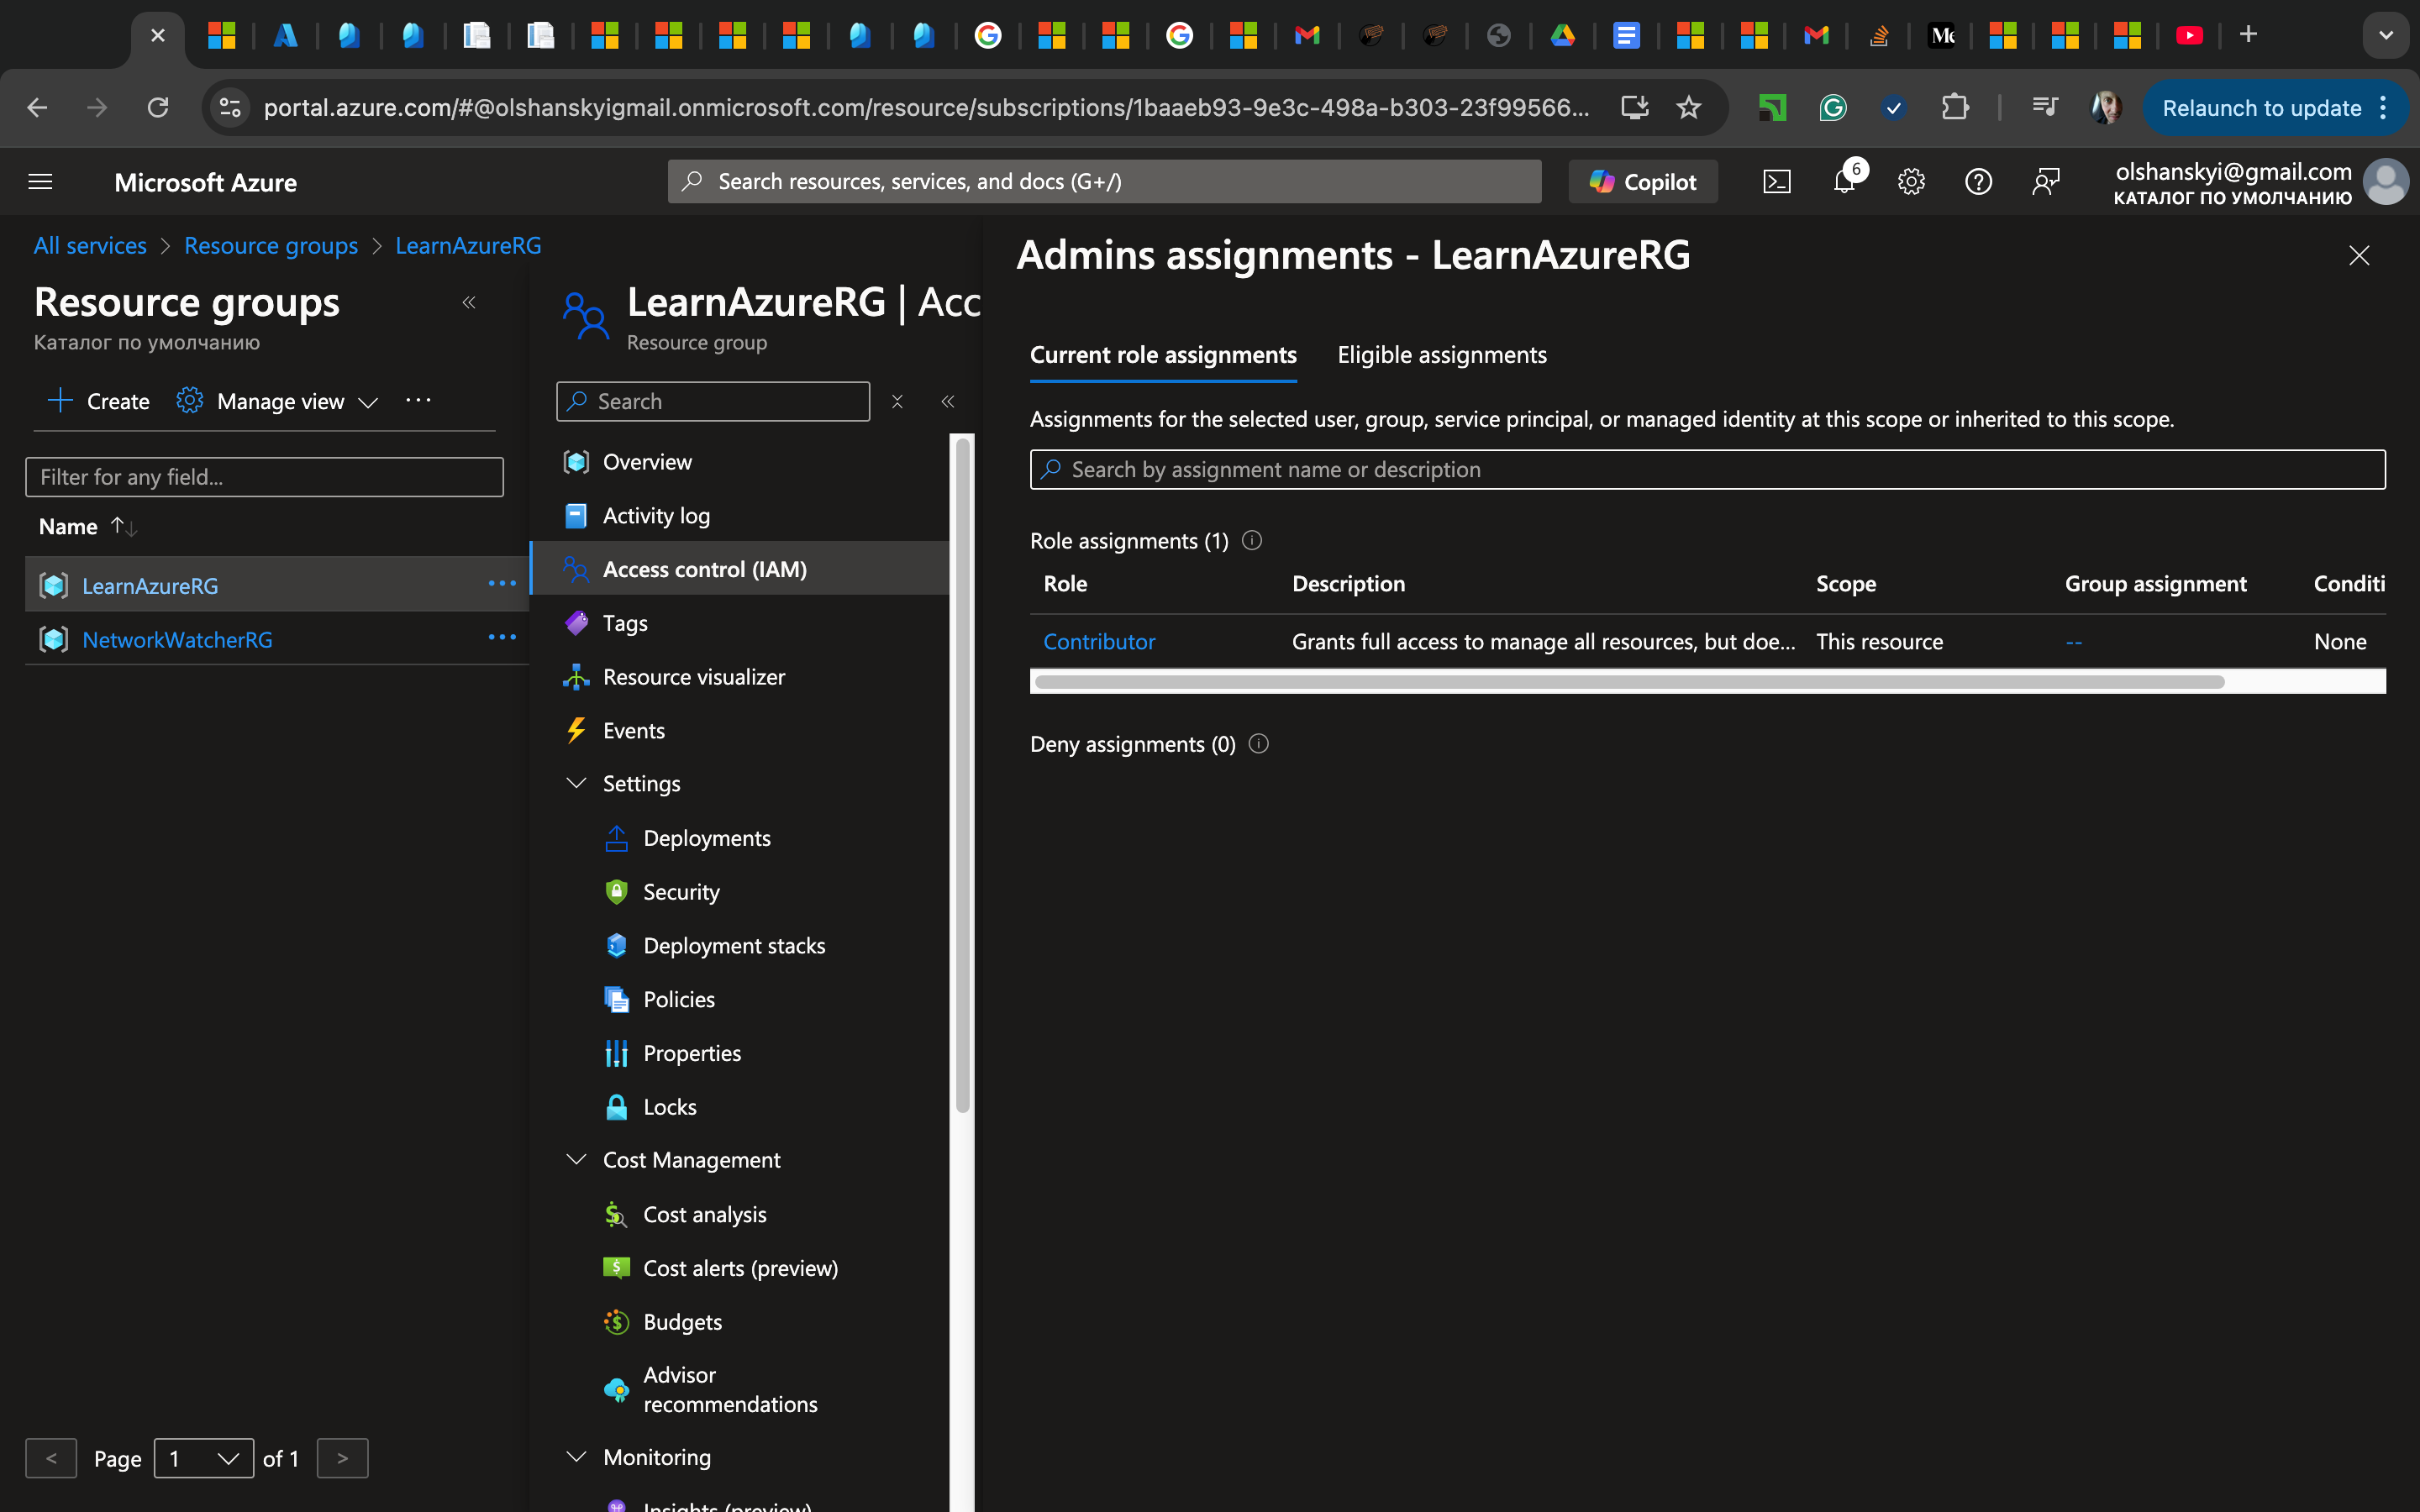 portal.azure.com/#@olshanskyigmail.onmicrosoft.com/resource/subscriptions/1baaeb93-9e3c-498a-b303-23f99566...
Relaunch to update
Microsoft Azure
Search resources, services, and docs (G+/)
Copilot
6
olshanskyi@gmail.com
КАТАЛОГ ПО УМОЛЧАНИЮ
All services > Resource groups > LearnAzureRG
Resource groups
Каталог по умолчанию
Create
Manage view
Filter for any field...
Name
LearnAzureRG
NetworkWatcherRG
Page 1 of 1
LearnAzureRG | Acc
Resource group
Search
Overview
Activity log
Access control (IAM)
Tags
Resource visualizer
Events
Settings
Deployments
Security
Deployment stacks
Policies
Properties
Locks
Cost Management
Cost analysis
Cost alerts (preview)
Budgets
Advisor
recommendations
Monitoring
Insights (preview)
Admins assignments - LearnAzureRG
Current role assignments
Eligible assignments
Assignments for the selected user, group, service principal, or managed identity at this scope or inherited to this scope.
Search by assignment name or description
Role assignments (1)
Role Description Scope Group assignment Conditi
Contributor Grants full access to manage all resources, but doe... This resource -- None
Deny assignments (0)